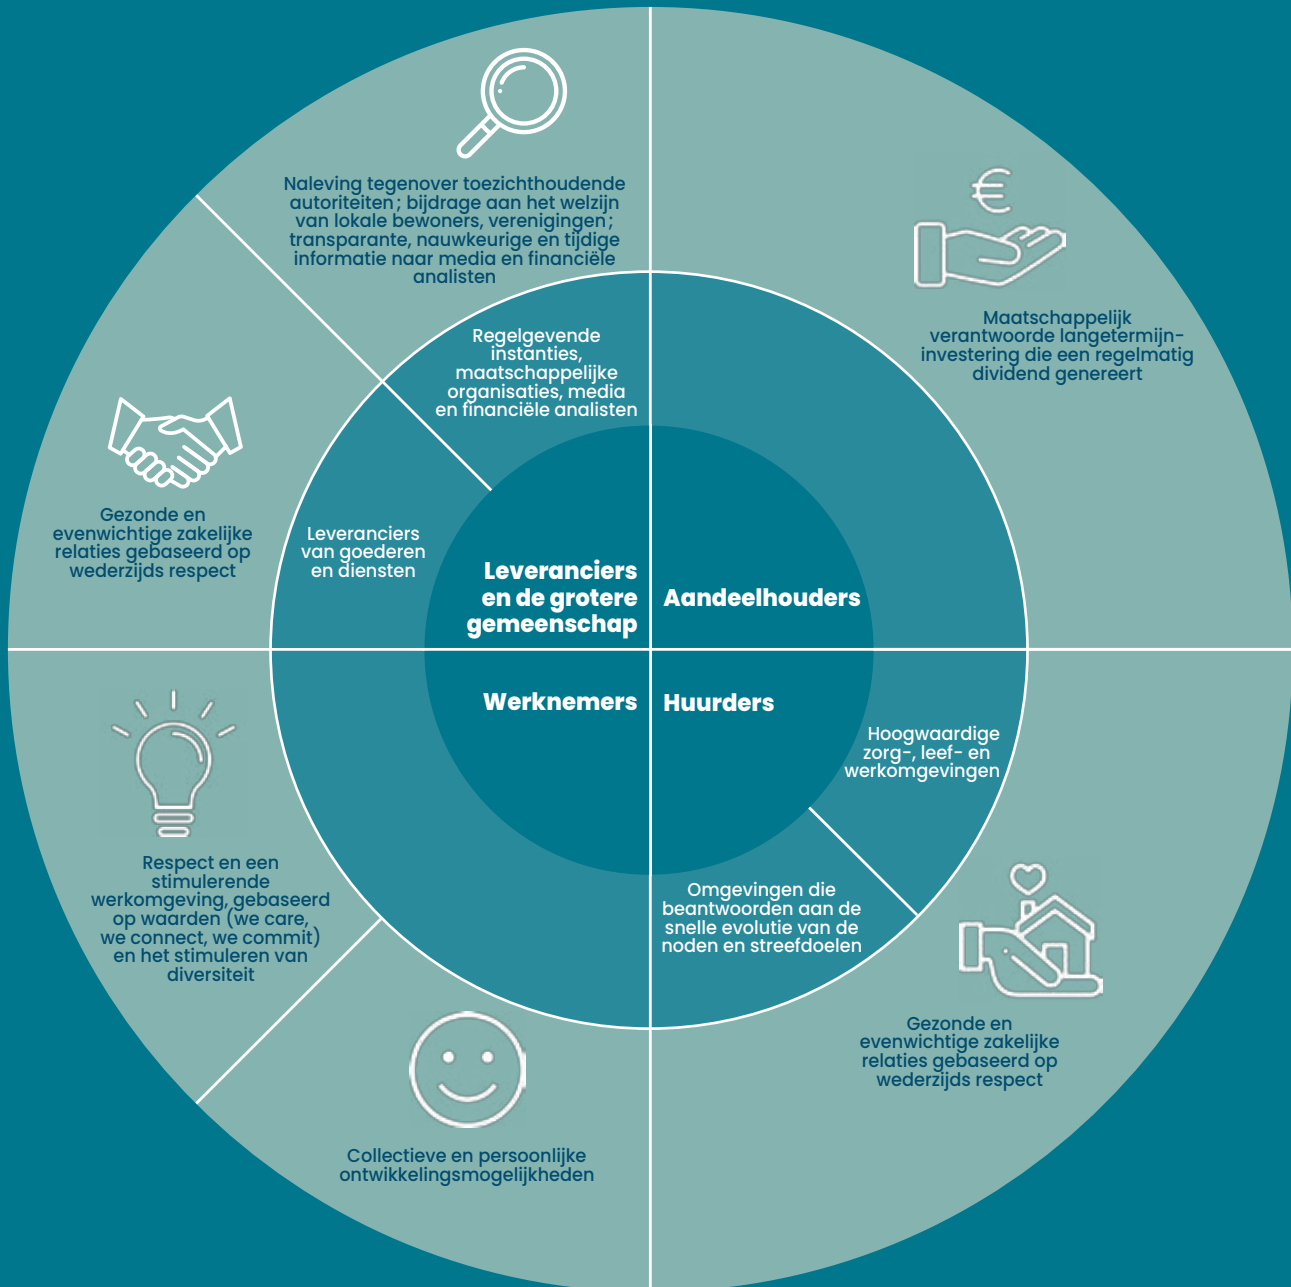 Naleving tegenover toezichthoudende
autoriteiten; bijdrage aan het welzijn
van lokale bewoners, verenigingen;
transparante, nauwkeurige en tijdige
informatie naar media en financiële
analisten
Maatschappelijk
verantwoorde langetermijn-
investering die een regelmatig
dividend genereert
Regelgevende
instanties,
maatschappelijke
organisaties, media
en financiële analisten
Gezonde en
evenwichtige zakelijke
relaties gebaseerd op
wederzijds respect
Leveranciers
van goederen
en diensten
Leveranciers
en de grotere
gemeenschap
Aandeelhouders
Werknemers
Huurders
Hoogwaardige
zorg-, leef- en
werkomgevingen
Respect en een
stimulerende
werkomgeving, gebaseerd
op waarden (we care,
we connect, we commit)
en het stimuleren van
diversiteit
Omgevingen die
beantwoorden aan de
snelle evolutie van de
noden en streefdoelen
Gezonde en
evenwichtige zakelijke
relaties gebaseerd op
wederzijds respect
Collectieve en persoonlijke
ontwikkelingsmogelijkheden